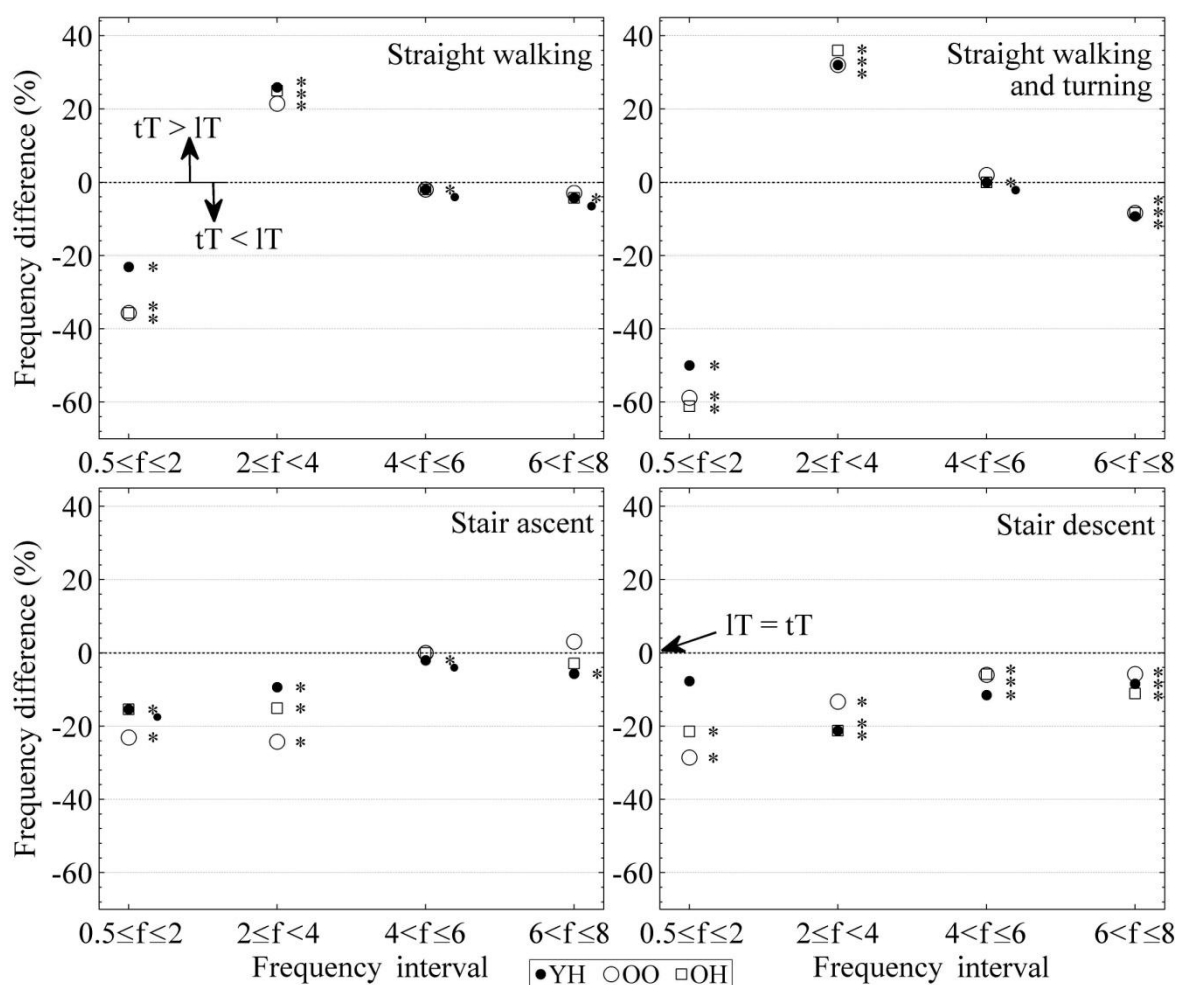 Frequency difference (%)
40
20
0
-20
-40
-60
Straight walking
tT > lT
tT < lT
*
*
*
*
*
*
*
*
0.5≤f≤2
2≤f<4
4<f≤6
6<f≤8
40
20
0
-20
-40
-60
Straight walking
and turning
*
*
*
*
*
*
*
*
*
*
0.5≤f≤2
2≤f<4
4<f≤6
6<f≤8
Frequency difference (%)
40
20
0
-20
-40
-60
Stair ascent
*
*
*
*
*
*
*
0.5≤f≤2
2≤f<4
4<f≤6
6<f≤8
Frequency interval
40
20
0
-20
-40
-60
Stair descent
lT = tT
*
*
*
*
*
*
*
*
*
*
*
0.5≤f≤2
2≤f<4
4<f≤6
6<f≤8
Frequency interval
YH OO OH